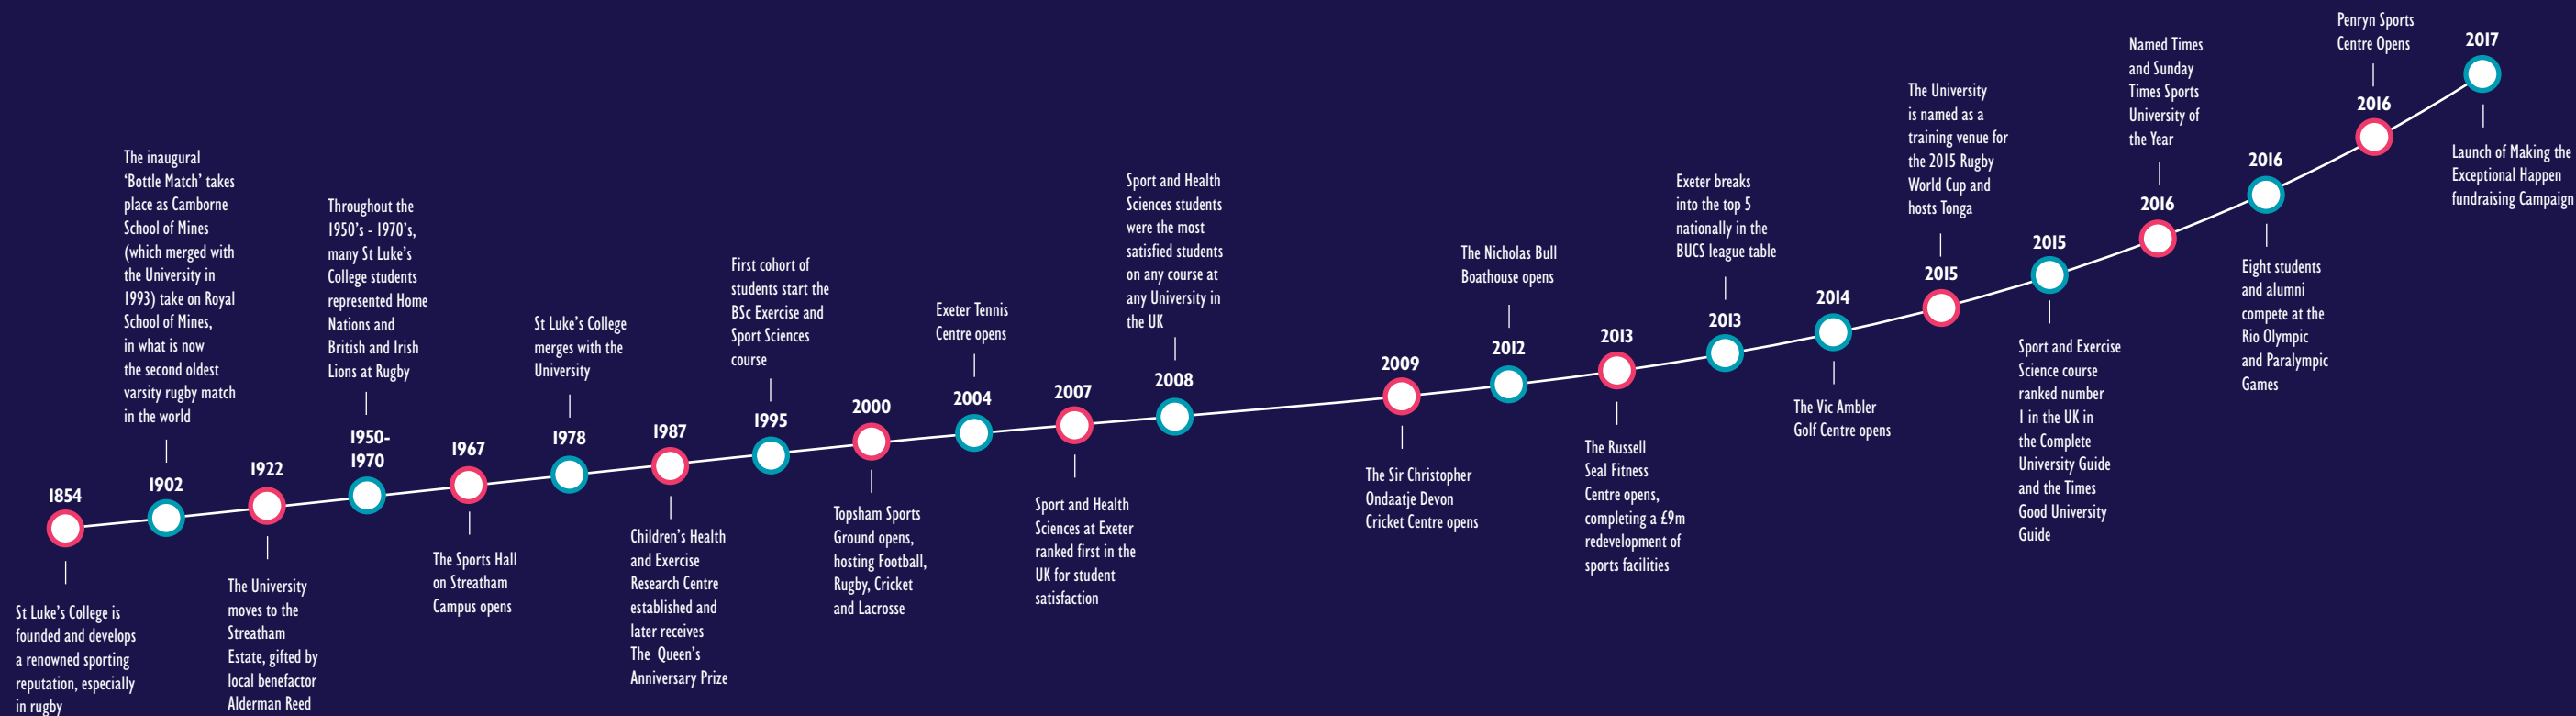 1854
St Luke's College is
founded and develops
a renowned sporting
reputation, especially
in rugby
The inaugural
'Bottle Match' takes
place as Camborne
School of Mines
(which merged with
the University in
1993) take on Royal
School of Mines,
in what is now
the second oldest
varsity rugby match
in the world
1902
1922
The University
moves to the
Streatham
Estate, gifted by
local benefactor
Alderman Reed
Throughout the
1950's - 1970's,
many St Luke's
College students
represented Home
Nations and
British and Irish
Lions at Rugby
1950-
1970
1967
The Sports Hall
on Streatham
Campus opens
St Luke's College
merges with the
University
1978
1987
Children's Health
and Exercise
Research Centre
established and
later receives
The Queen's
Anniversary Prize
First cohort of
students start the
BSc Exercise and
Sport Sciences
course
1995
2000
Topsham Sports
Ground opens,
hosting Football,
Rugby, Cricket
and Lacrosse
Exeter Tennis
Centre opens
2004
2007
Sport and Health
Sciences at Exeter
ranked first in the
UK for student
satisfaction
Sport and Health
Sciences students
were the most
satisfied students
on any course at
any University in
the UK
2008
2009
The Sir Christopher
Ondaatje Devon
Cricket Centre opens
The Nicholas Bull
Boathouse opens
2012
2013
The Russell
Seal Fitness
Centre opens,
completing a £9m
redevelopment of
sports facilities
Exeter breaks
into the top 5
nationally in the
BUCS league table
2013
2014
The Vic Ambler
Golf Centre opens
The University
is named as a
training venue for
the 2015 Rugby
World Cup and
hosts Tonga
2015
2015
Sport and Exercise
Science course
ranked number
1 in the UK in
the Complete
University Guide
and the Times
Good University
Guide
Named Times
and Sunday
Times Sports
University of
the Year
2016
2016
Eight students
and alumni
compete at the
Rio Olympic
and Paralympic
Games
Penryn Sports
Centre Opens
2016
2017
Launch of Making the
Exceptional Happen
fundraising Campaign